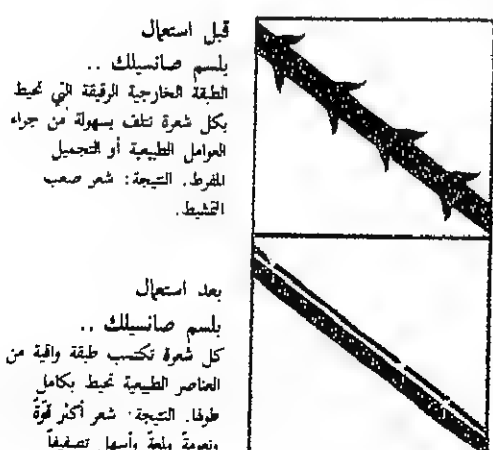 قبل استعمال
بلسم صانسيلك ..
الطبقة الخارجية الرقيقة التي تحيط
بكل شعرة تتلف بسهولة من جراء
العوامل الطبيعية أو التجميل
المفرط. النتيجة: شعر صعب
التمشيط.
بعد استعمال
بلسم صانسيلك ..
كل شعرة تكتسب طبقة واقية من
العناصر الطبيعية تحيط بكامل
طولها. النتيجة: شعر أكثر قوّة
ونعومةً ولمعةً وأسهل تصفيفاً